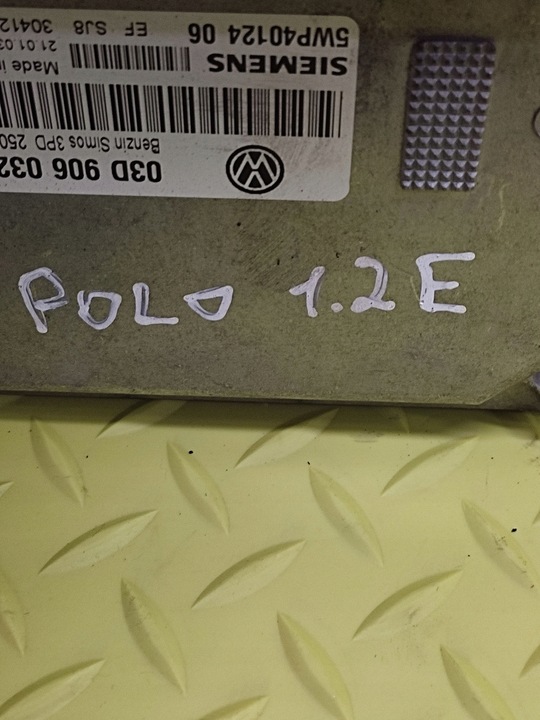 03D 906 032
Benzin Simos 3PD 250
SIEMENS Made in
21.01.03
5WP40124 06 EF SJ8 30412
POLO 1.2E